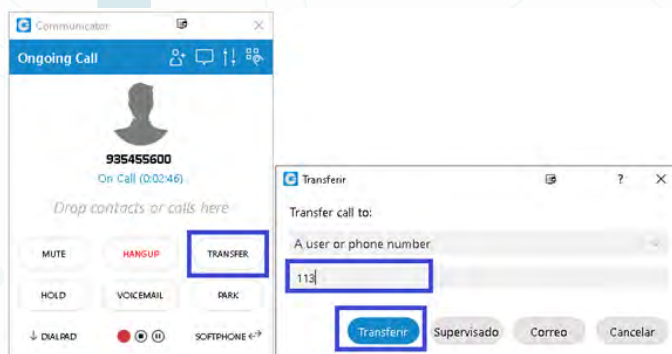 Communicator
Ongoing Call
935455600
On Call (0:02:46)
Drop contacts or calls here
MUTE
HANGUP
TRANSFER
HOLD
VOICEMAIL
PARK
↓ DIALPAD
SOFTPHONE ↔
Transferir
?
Transfer call to:
A user or phone number
113
Transferir
Supervisado
Correo
Cancelar